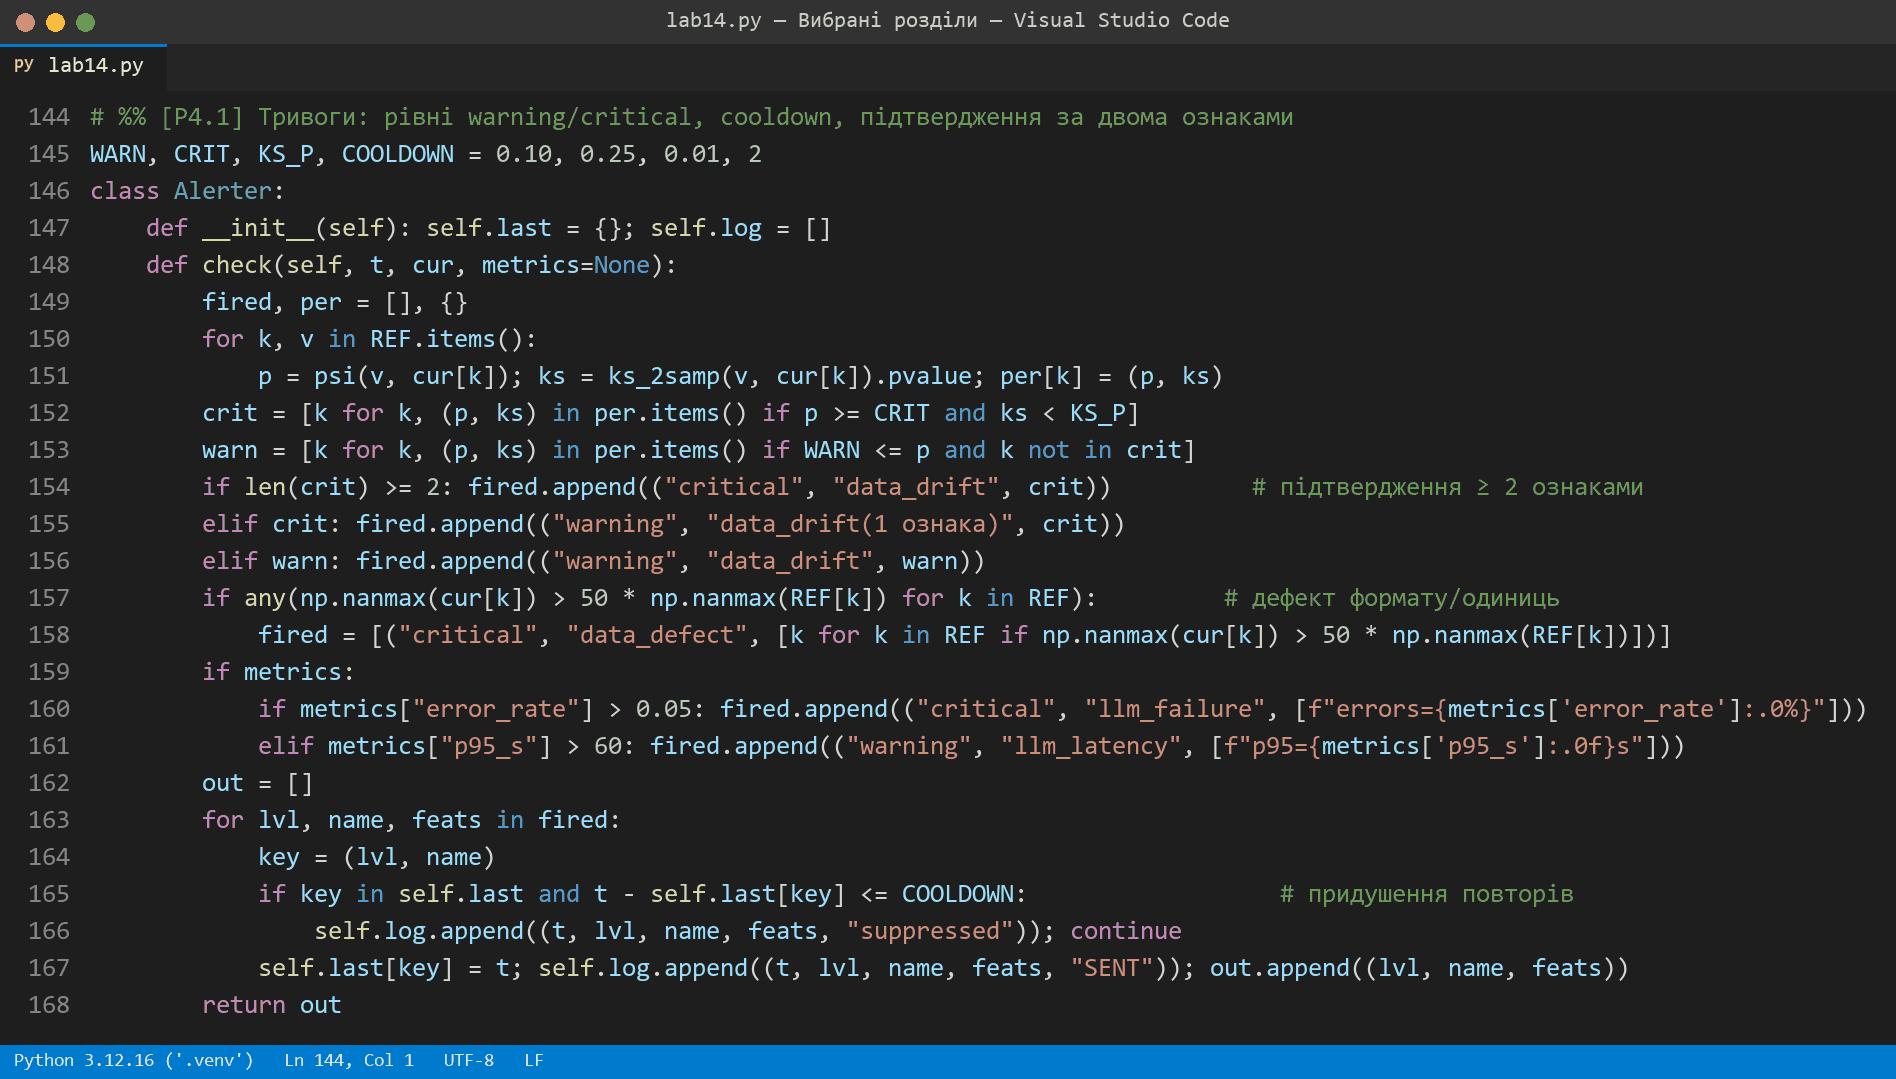 lab14.py — Вибрані розділи — Visual Studio Code
py lab14.py
144 # %% [P4.1] Тривоги: рівні warning/critical, cooldown, підтвердження за двома ознаками
145 WARN, CRIT, KS_P, COOLDOWN = 0.10, 0.25, 0.01, 2
146 class Alerter:
147     def __init__(self): self.last = {}; self.log = []
148     def check(self, t, cur, metrics=None):
149         fired, per = [], {}
150         for k, v in REF.items():
151             p = psi(v, cur[k]); ks = ks_2samp(v, cur[k]).pvalue; per[k] = (p, ks)
152         crit = [k for k, (p, ks) in per.items() if p >= CRIT and ks < KS_P]
153         warn = [k for k, (p, ks) in per.items() if WARN <= p and k not in crit]
154         if len(crit) >= 2: fired.append(("critical", "data_drift", crit))          # підтвердження ≥ 2 ознаками
155         elif crit: fired.append(("warning", "data_drift(1 ознака)", crit))
156         elif warn: fired.append(("warning", "data_drift", warn))
157         if any(np.nanmax(cur[k]) > 50 * np.nanmax(REF[k]) for k in REF):         # дефект формату/одиниць
158             fired = [("critical", "data_defect", [k for k in REF if np.nanmax(cur[k]) > 50 * np.nanmax(REF[k])])]
159         if metrics:
160             if metrics["error_rate"] > 0.05: fired.append(("critical", "llm_failure", [f"errors={metrics['error_rate']:.0%}"]))
161             elif metrics["p95_s"] > 60: fired.append(("warning", "llm_latency", [f"p95={metrics['p95_s']:.0f}s"]))
162         out = []
163         for lvl, name, feats in fired:
164             key = (lvl, name)
165             if key in self.last and t - self.last[key] <= COOLDOWN:                  # придушення повторів
166                 self.log.append((t, lvl, name, feats, "suppressed")); continue
167             self.last[key] = t; self.log.append((t, lvl, name, feats, "SENT")); out.append((lvl, name, feats))
168         return out
Python 3.12.16 ('.venv') Ln 144, Col 1 UTF-8 LF